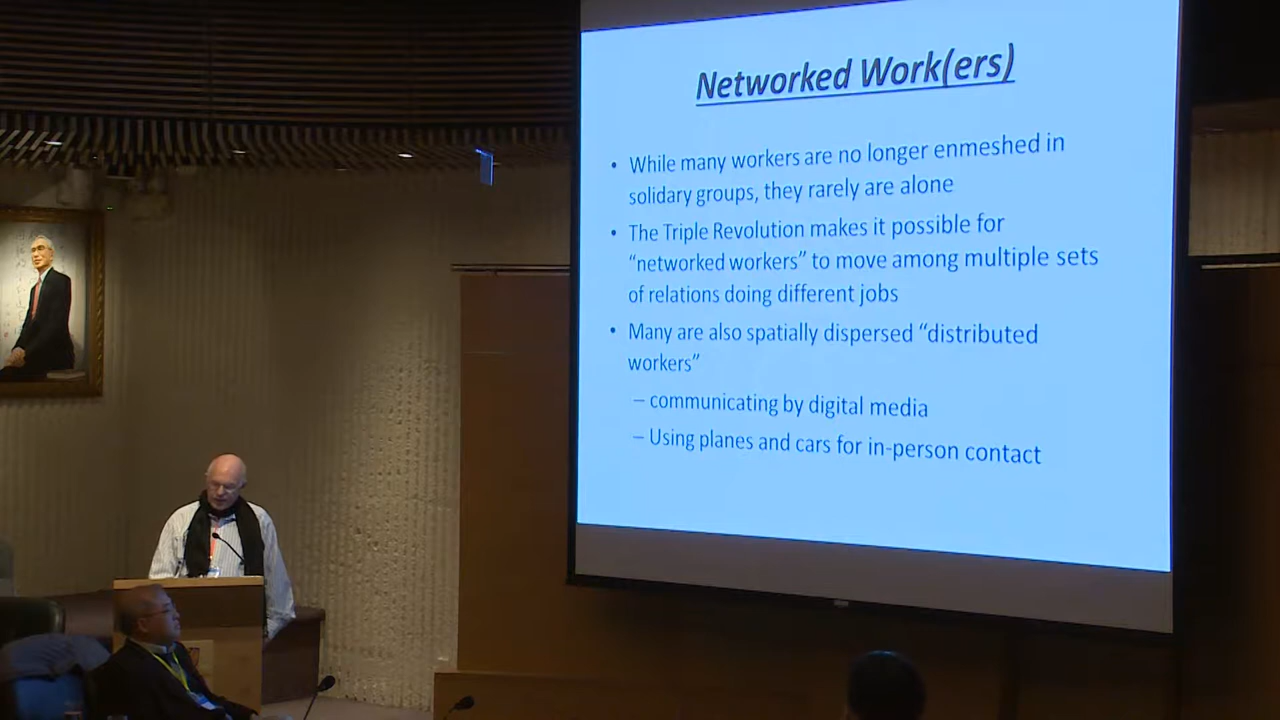 Networked Work(ers)
• While many workers are no longer enmeshed in
solidary groups, they rarely are alone
• The Triple Revolution makes it possible for
“networked workers” to move among multiple sets
of relations doing different jobs
• Many are also spatially dispersed “distributed
workers”
– communicating by digital media
– Using planes and cars for in-person contact